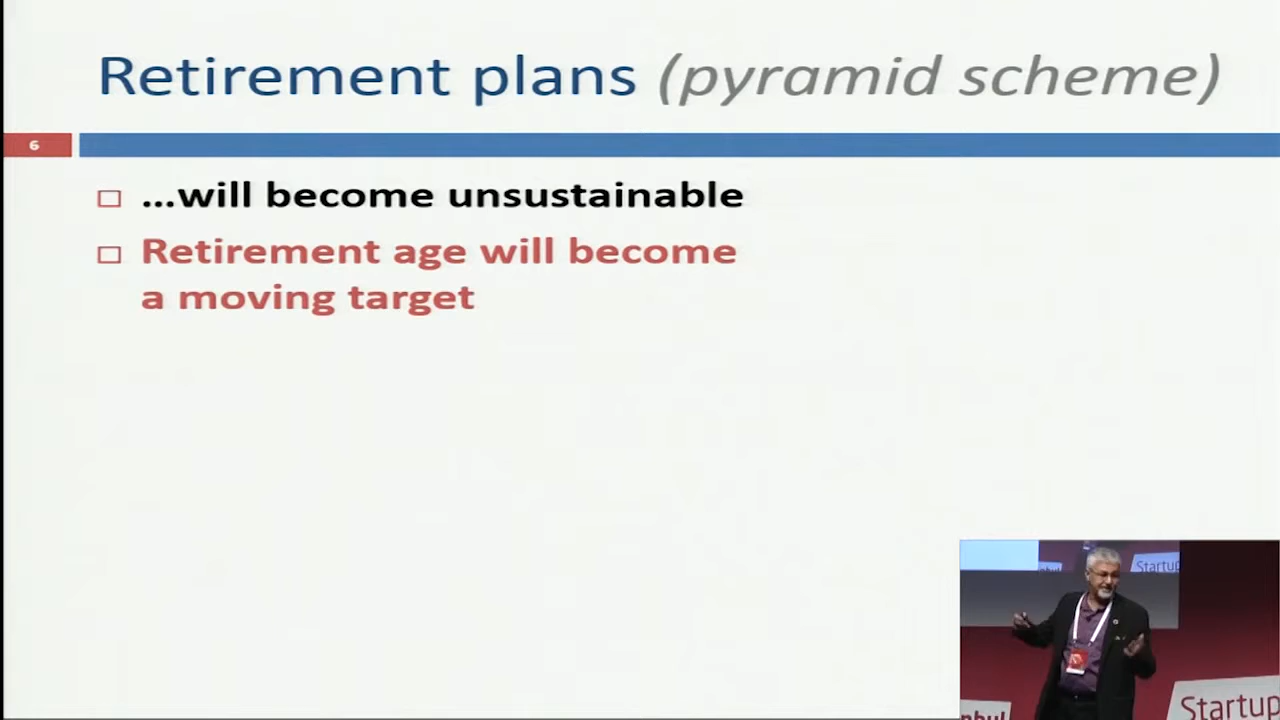 Retirement plans (pyramid scheme)
6
...will become unsustainable
Retirement age will become
a moving target
Startup
Startup